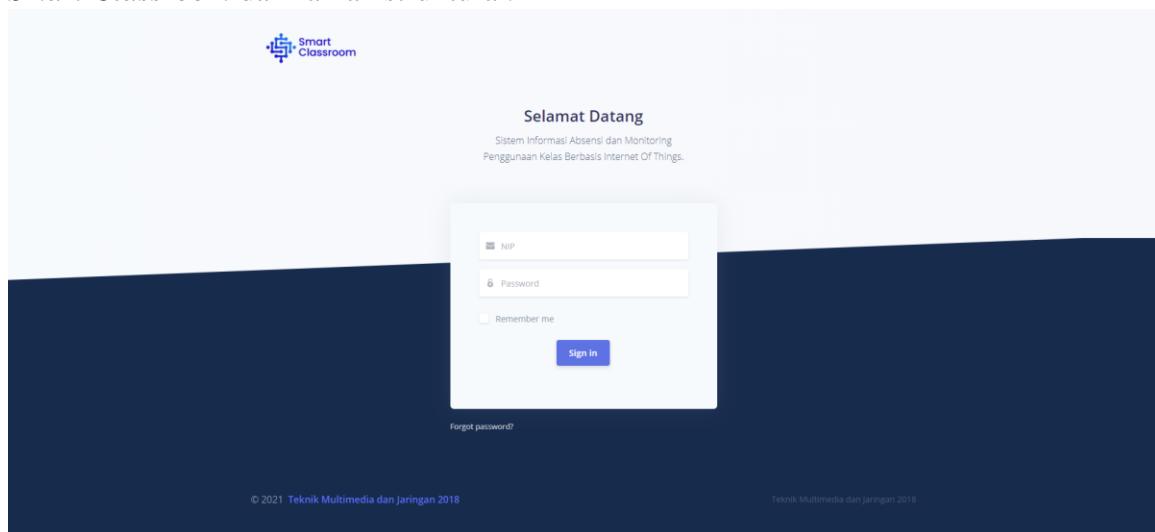 Smart
Classroom
Selamat Datang
Sistem Informasi Absensi dan Monitoring
Penggunaan Kelas Berbasis Internet Of Things.
NIP
Password
Remember me
Sign in
Forgot password?
© 2021 Teknik Multimedia dan Jaringan 2018
Teknik Multimedia dan Jaringan 2018